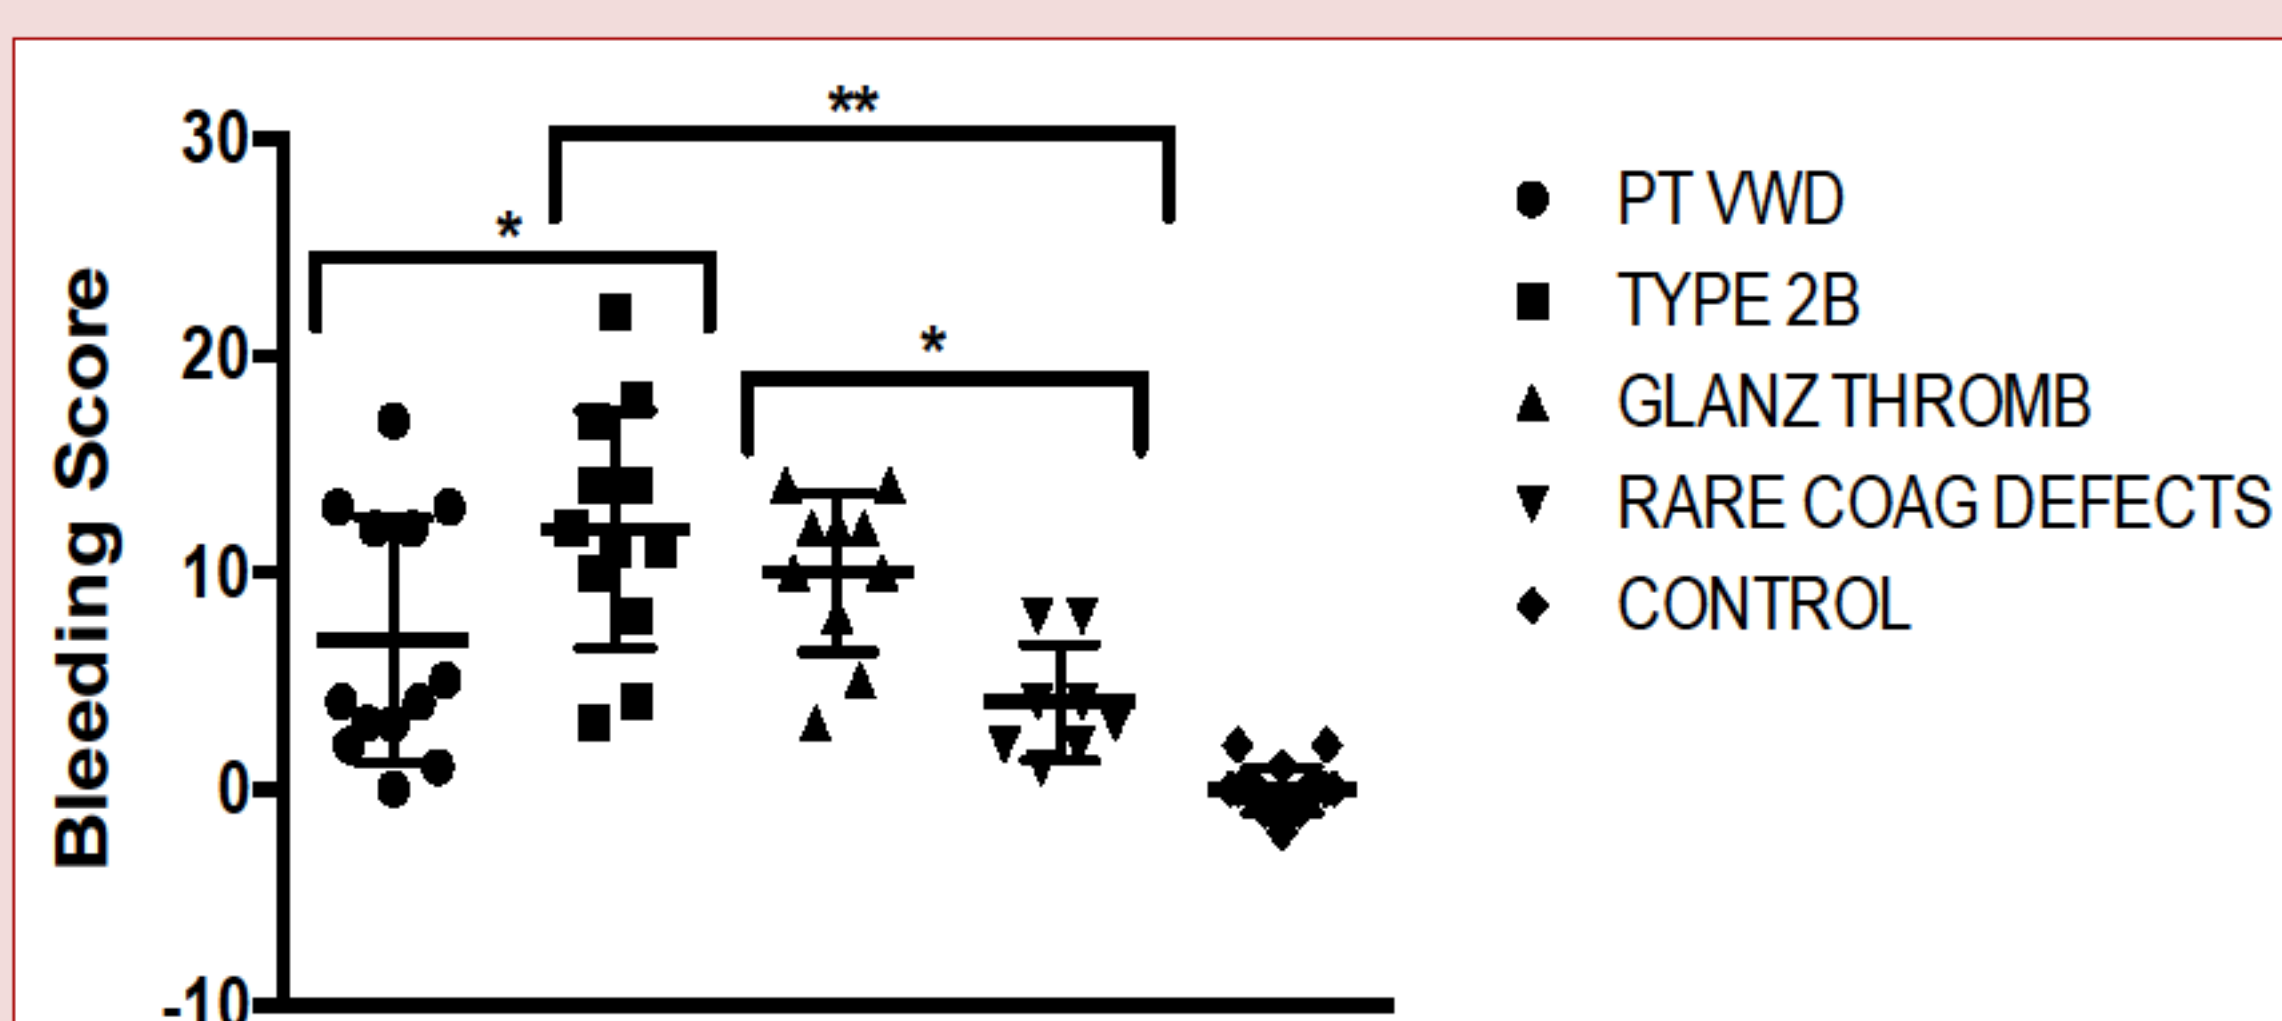 **
30
*
20
*
10
0
-10
Bleeding Score
PT VWD
TYPE 2B
GLANZ THROMB
RARE COAG DEFECTS
CONTROL